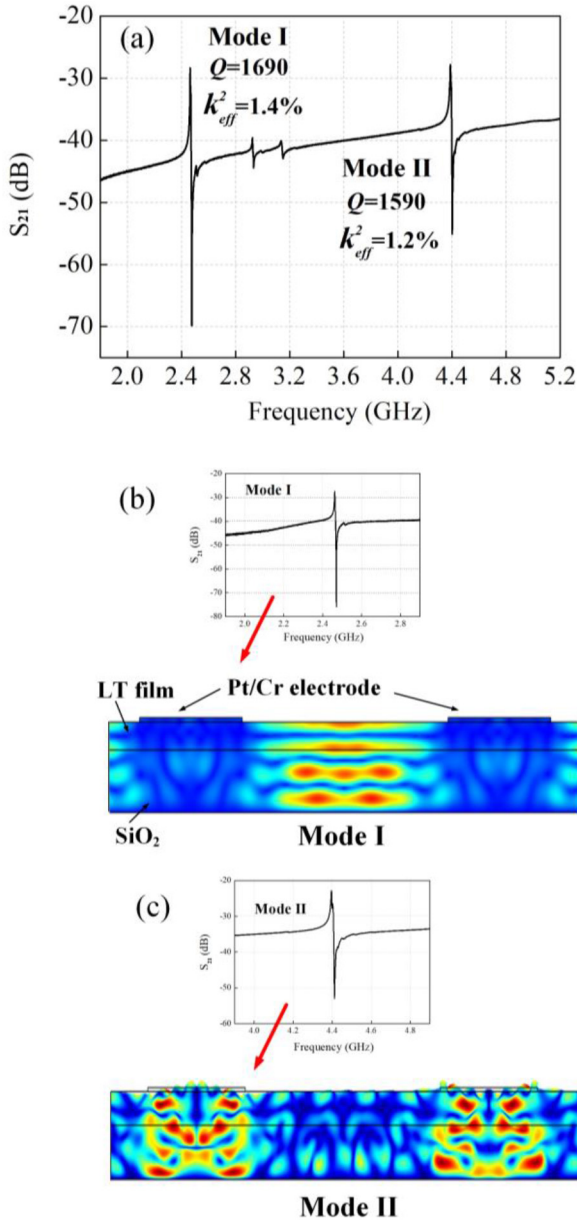 (a)
Mode I
Q=1690
k²eff=1.4%
Mode II
Q=1590
k²eff=1.2%
S₂₁ (dB)
-20
-30
-40
-50
-60
-70
2.0 2.4 2.8 3.2 3.6 4.0 4.4 4.8 5.2
Frequency (GHz)
(b)
Mode I
S₂₁ (dB)
-20
-30
-40
-50
-60
-70
-80
2.0 2.2 2.4 2.6 2.8
Frequency (GHz)
LT film
Pt/Cr electrode
SiO₂
Mode I
(c)
Mode II
S₂₁ (dB)
-20
-30
-40
-50
-60
4.0 4.2 4.4 4.6 4.8
Frequency (GHz)
Mode II